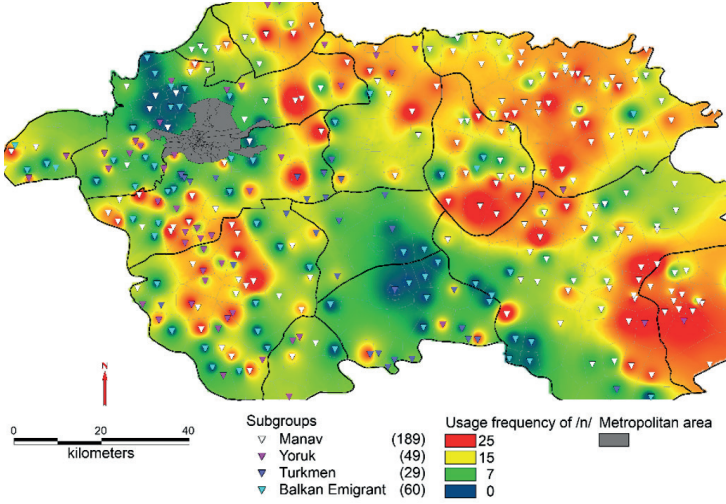 N
0 20 40
kilometers
Subgroups
Manav (189)
Yoruk (49)
Turkmen (29)
Balkan Emigrant (60)
Usage frequency of /n/
25
15
7
0
Metropolitan area